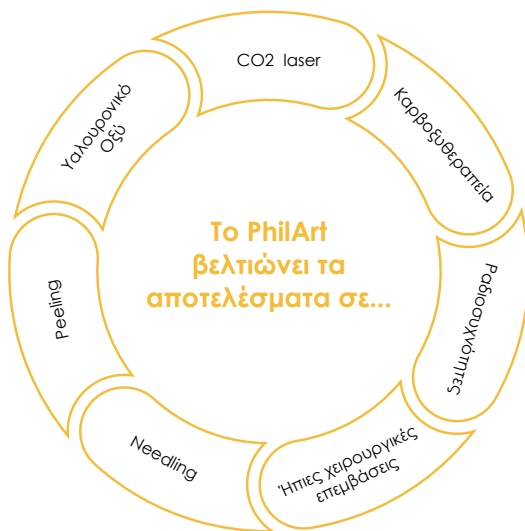 Το PhilArt
βελτιώνει τα
αποτελέσματα σε...
CO2 laser
Καρβοξυθεραπεία
Ραδιοσυχνότητες
Ήπιες χειρουργικές
επεμβάσεις
Needling
Peeling
Υαλουρονικό
Οξύ